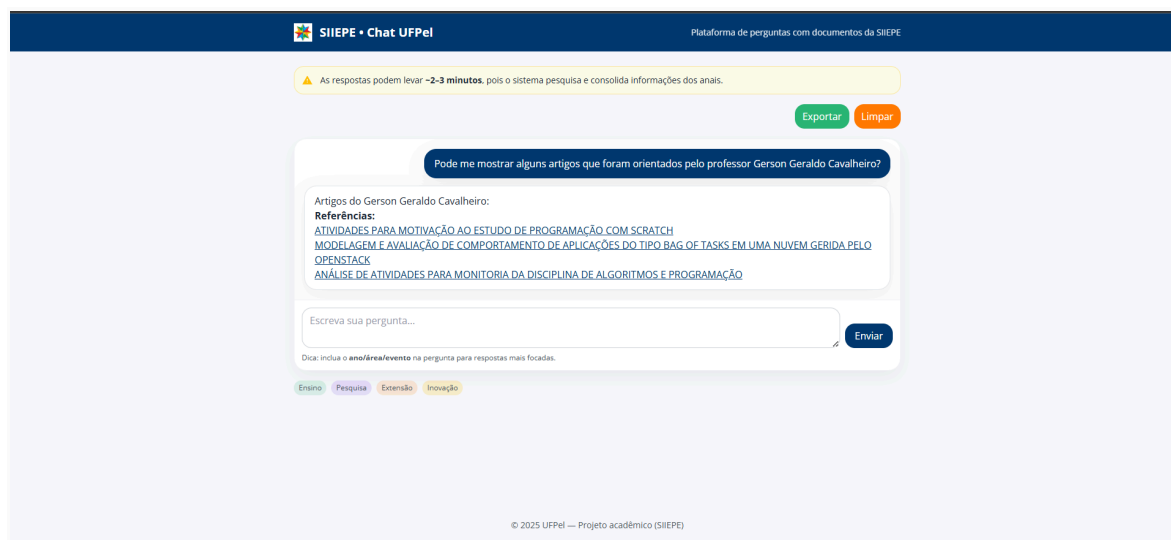 SIIEPE • Chat UFPel
Plataforma de perguntas com documentos da SIIEPE
As respostas podem levar ~2–3 minutos, pois o sistema pesquisa e consolida informações dos anais.
Exportar
Limpar
Pode me mostrar alguns artigos que foram orientados pelo professor Gerson Geraldo Cavalheiro?
Artigos do Gerson Geraldo Cavalheiro:
Referências:
ATIVIDADES PARA MOTIVAÇÃO AO ESTUDO DE PROGRAMAÇÃO COM SCRATCH
MODELAGEM E AVALIAÇÃO DE COMPORTAMENTO DE APLICAÇÕES DO TIPO BAG OF TASKS EM UMA NUVEM GERIDA PELO
OPENSTACK
ANÁLISE DE ATIVIDADES PARA MONITORIA DA DISCIPLINA DE ALGORITMOS E PROGRAMAÇÃO
Escreva sua pergunta...
Enviar
Dica: inclua o ano/área/evento na pergunta para respostas mais focadas.
Ensino
Pesquisa
Extensão
Inovação
© 2025 UFPel — Projeto acadêmico (SIIEPE)